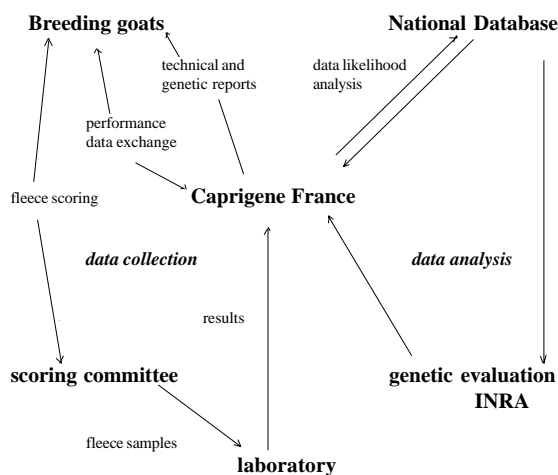 Breeding goats
National Database
technical and
genetic reports
data likelihood
analysis
performance
data exchange
fleece scoring
Caprigene France
data collection
data analysis
results
scoring committee
genetic evaluation
INRA
fleece samples
laboratory